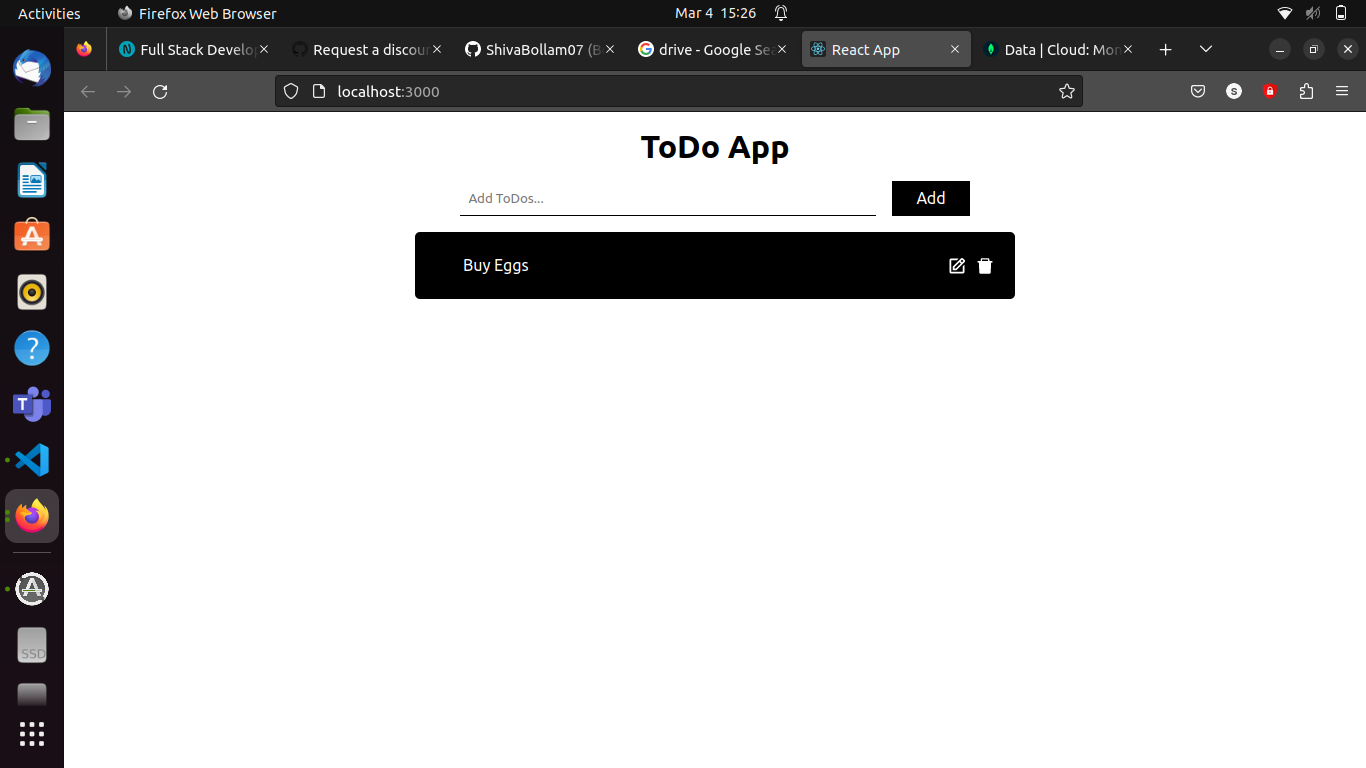 Activities
Firefox Web Browser
Mar 4 15:26
Full Stack Develo
Request a discou
ShivaBollam07 (B
drive - Google Se
React App
Data | Cloud: Mon
localhost:3000
S
ToDo App
Add ToDos...
Add
Buy Eggs
?
T
SSD